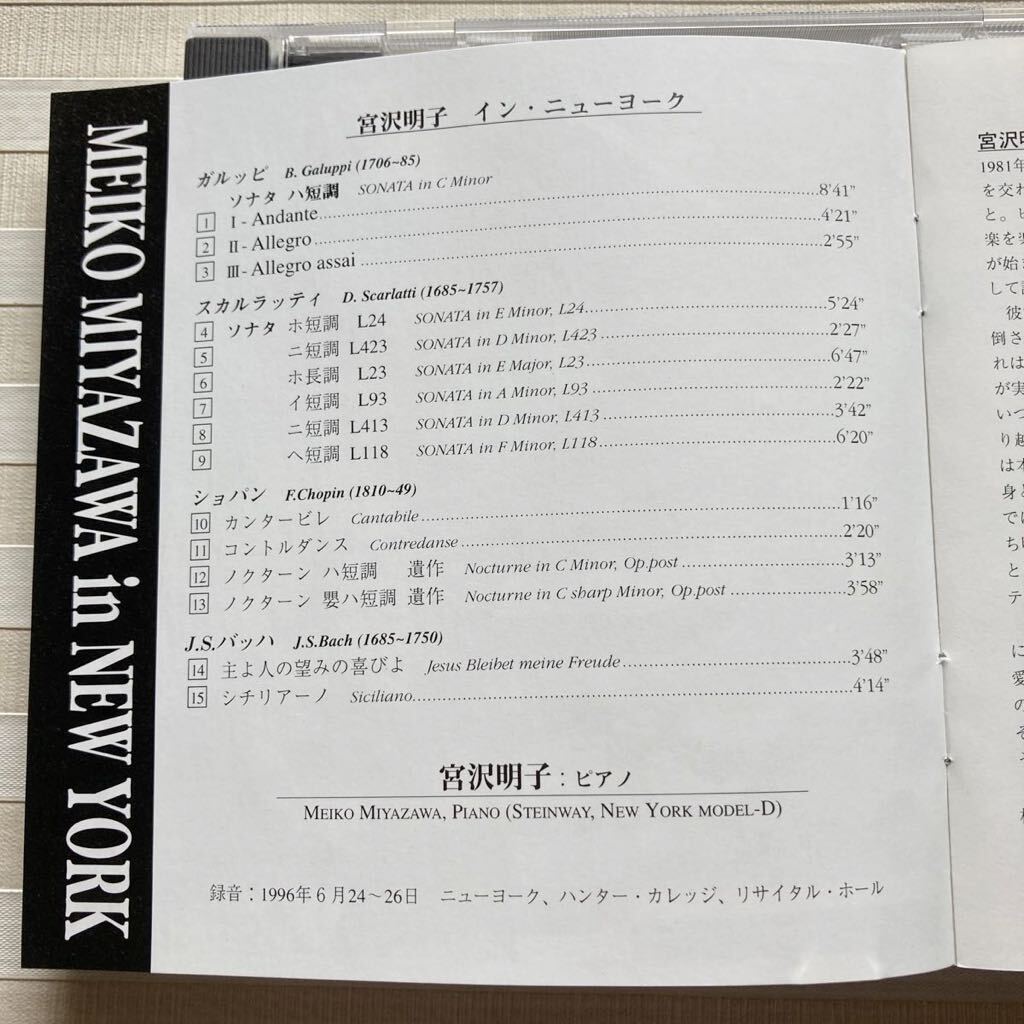 MEIKO MIYAZAWA in NEW YORK
宮沢明子 イン・ニューヨーク
ガルッピ B. Galuppi (1706~85)
ソナタ ハ短調 SONATA in C Minor
1 I - Andante 8'41"
2 II - Allegro 4'21"
3 III - Allegro assai 2'55"
スカルラッティ D. Scarlatti (1685~1757)
4 ソナタ ホ短調 L24 SONATA in E Minor, L24 5'24"
5 ニ短調 L423 SONATA in D Minor, L423 2'27"
6 ホ長調 L23 SONATA in E Major, L23 6'47"
7 イ短調 L93 SONATA in A Minor, L93 2'22"
8 ニ短調 L413 SONATA in D Minor, L413 3'42"
9 ヘ短調 L118 SONATA in F Minor, L118 6'20"
ショパン F.Chopin (1810~49)
10 カンタービレ Cantabile 1'16"
11 コントルダンス Contredanse 2'20"
12 ノクターン ハ短調 遺作 Nocturne in C Minor, Op.post 3'13"
13 ノクターン 嬰ハ短調 遺作 Nocturne in C sharp Minor, Op.post 3'58"
J.S.バッハ J.S.Bach (1685~1750)
14 主よ人の望みの喜びよ Jesus Bleibet meine Freude 3'48"
15 シチリアーノ Siciliano 4'14"
宮沢明子：ピアノ
MEIKO MIYAZAWA, PIANO (STEINWAY, NEW YORK MODEL-D)
録音：1996年6月24〜26日 ニューヨーク、ハンター・カレッジ、リサイタル・ホール
宮沢明
1981年
を交わ
と。ピ
楽を楽
が始ま
して記
彼
倒さ
れは
が実
いつ
り越
は本
身と
でに
ちに
と
テ
に
愛
の
そ